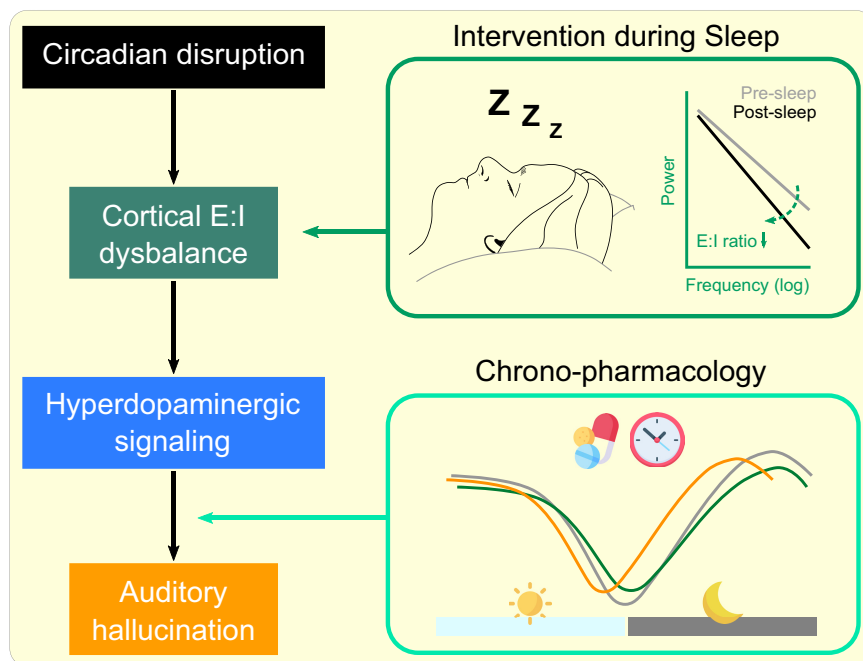 Circadian disruption
Cortical E:I
dysbalance
Hyperdopaminergic
signaling
Auditory
hallucination
Intervention during Sleep
Z Z z
Pre-sleep
Post-sleep
Power
E:I ratio
Frequency (log)
Chrono-pharmacology